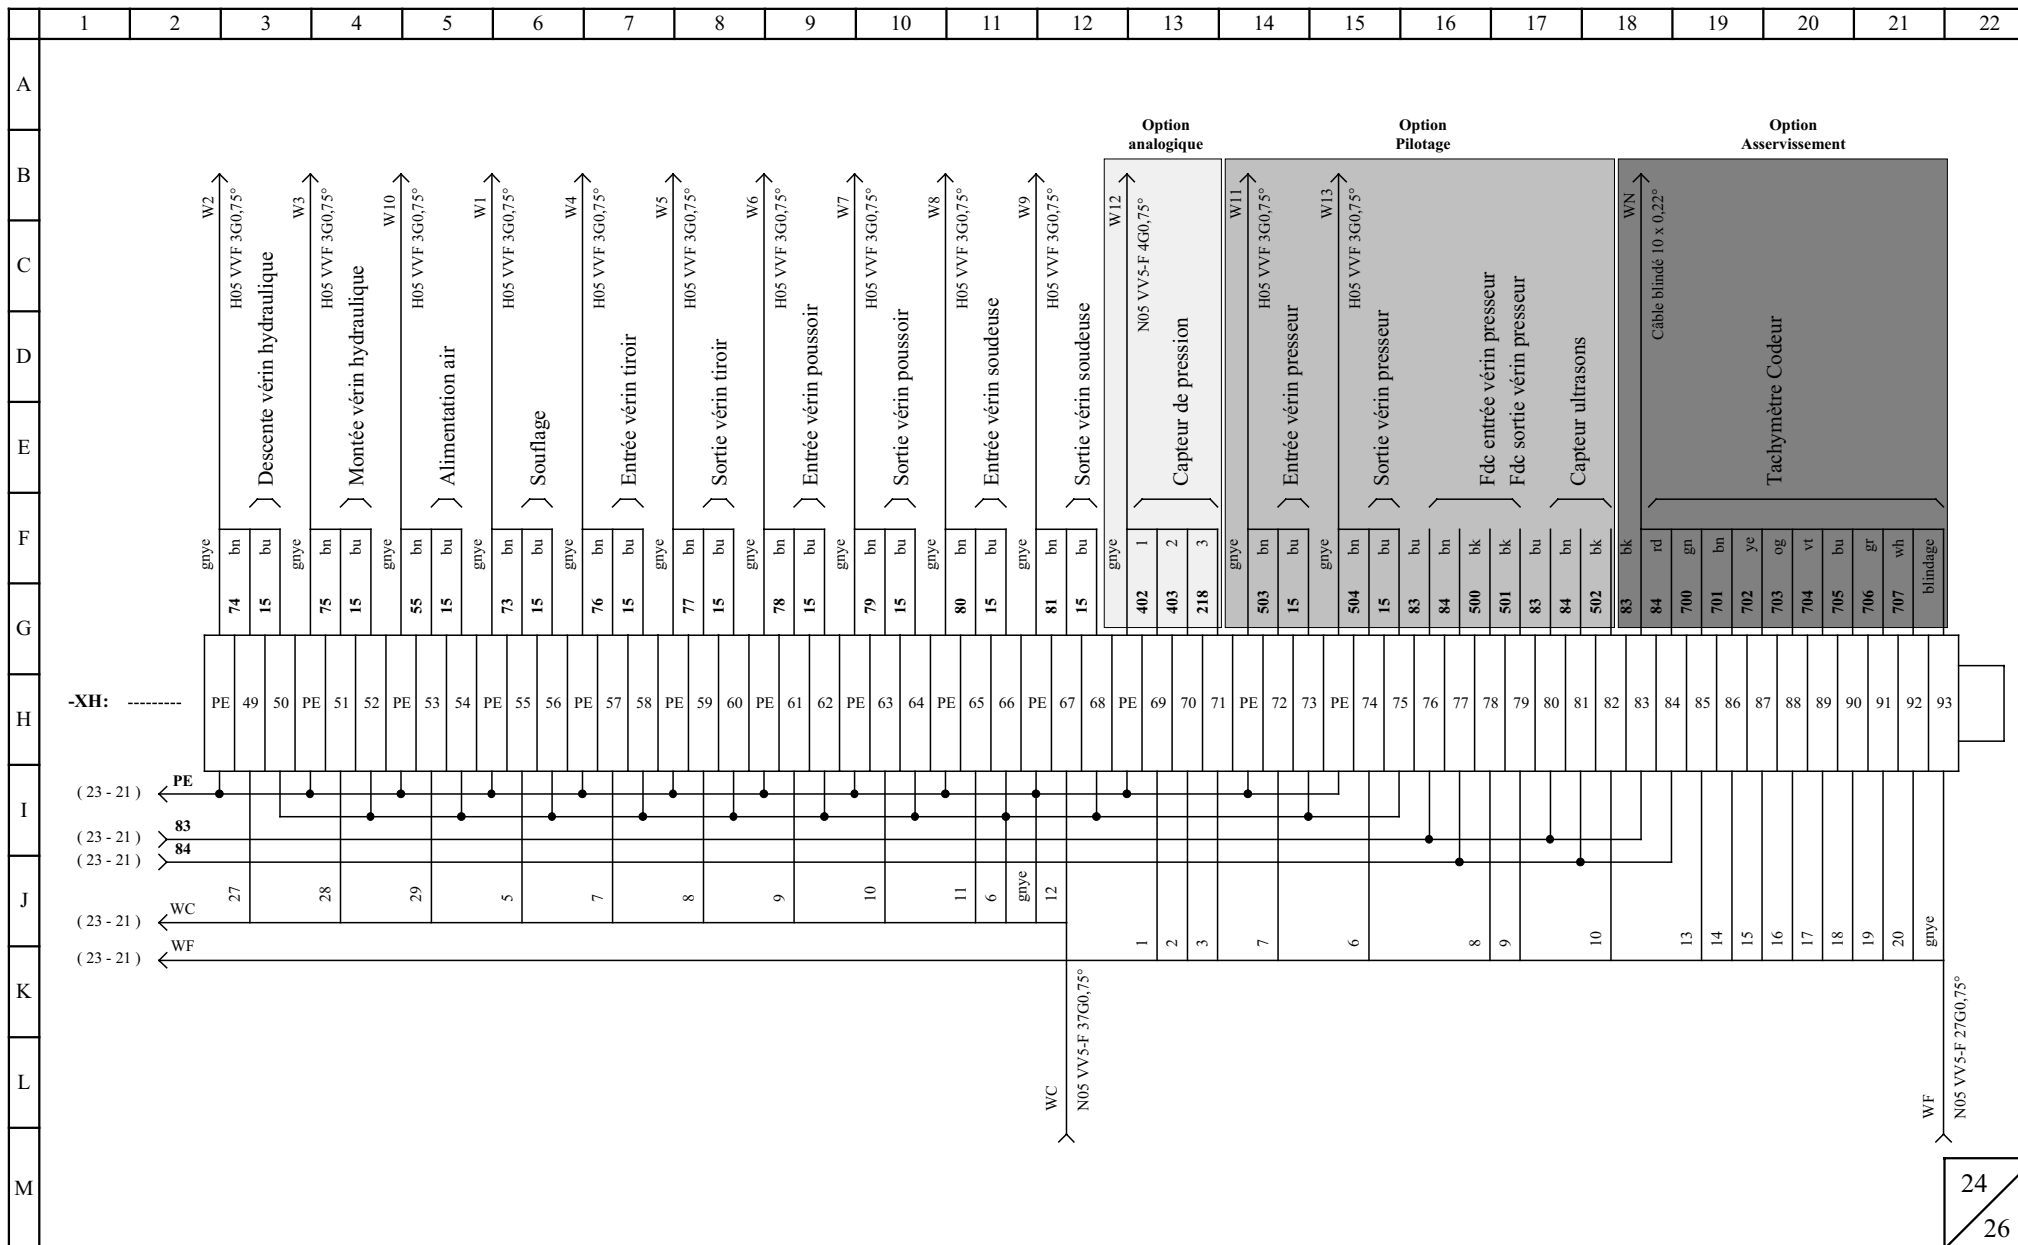 1 2 3 4 5 6 7 8 9 10 11 12 13 14 15 16 17 18 19 20 21 22
A
B
C
D
E
F
G
H
I
J
K
L
M
Option
analogique
Option
Pilotage
Option
Asservissement
W2
H05 VVF 3G0,75°
W3
H05 VVF 3G0,75°
W10
H05 VVF 3G0,75°
W1
H05 VVF 3G0,75°
W4
H05 VVF 3G0,75°
W5
H05 VVF 3G0,75°
W6
H05 VVF 3G0,75°
W7
H05 VVF 3G0,75°
W8
H05 VVF 3G0,75°
W9
H05 VVF 3G0,75°
W12
N05 VV5-F 4G0,75°
W11
H05 VVF 3G0,75°
W13
H05 VVF 3G0,75°
WN
Câble blindé 10 x 0,22°
Descente vérin hydraulique
Montée vérin hydraulique
Alimentation air
Souflage
Entrée vérin tiroir
Sortie vérin tiroir
Entrée vérin poussoir
Sortie vérin poussoir
Entrée vérin soudeuse
Sortie vérin soudeuse
Capteur de pression
Entrée vérin presseur
Sortie vérin presseur
Fdc entrée vérin presseur
Fdc sortie vérin presseur
Capteur ultrasons
Tachymètre Codeur
gnye bn bu gnye bn bu gnye bn bu gnye bn bu gnye bn bu gnye bn bu gnye bn bu gnye bn bu gnye bn bu gnye bn bu gnye 1 2 3 gnye bn bu gnye bn bu bu bn bk bk bu bn bk bk rd gn bn ye og vt bu gr wh blindage
74 15 75 15 55 15 73 15 76 15 77 15 78 15 79 15 80 15 81 15 402 403 218 503 15 504 15 83 84 500 501 83 84 502 83 84 700 701 702 703 704 705 706 707
-XH: ---------
PE 49 50 PE 51 52 PE 53 54 PE 55 56 PE 57 58 PE 59 60 PE 61 62 PE 63 64 PE 65 66 PE 67 68 PE 69 70 71 PE 72 73 PE 74 75 76 77 78 79 80 81 82 83 84 85 86 87 88 89 90 91 92 93
( 23 - 21 ) PE
( 23 - 21 ) 83
( 23 - 21 ) 84
27 28 29 5 7 8 9 10 11 6 gnye 12
( 23 - 21 ) WC
( 23 - 21 ) WF
1 2 3 7 6 8 9 10 13 14 15 16 17 18 19 20 gnye
WC
N05 VV5-F 37G0,75°
WF
N05 VV5-F 27G0,75°
24
26